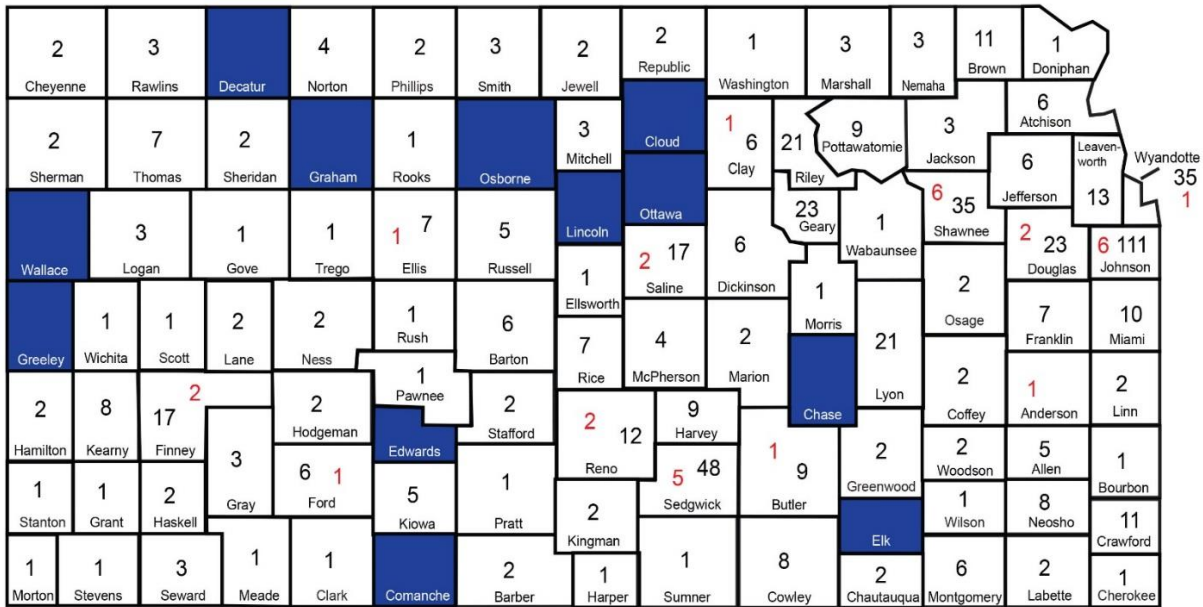 2
Cheyenne
3
Rawlins
Decatur
4
Norton
2
Phillips
3
Smith
2
Jewell
2
Republic
1
Washington
3
Marshall
3
Nemaha
11
Brown
1
Doniphan
2
Sherman
7
Thomas
2
Sheridan
Graham
1
Rooks
Osborne
3
Mitchell
Cloud
1
6
Clay
21
Riley
9
Pottawatomie
3
Jackson
6
Atchison
6
Jefferson
Leaven-
worth
13
Wyandotte
35
1
Wallace
3
Logan
1
Gove
1
Trego
1 7
Ellis
5
Russell
Lincoln
Ottawa
2 17
Saline
6
Dickinson
23
Geary
1
Wabaunsee
6 35
Shawnee
2 23
Douglas
6 111
Johnson
Greeley
1
Wichita
1
Scott
2
Lane
2
Ness
1
Rush
6
Barton
1
Ellsworth
7
Rice
4
McPherson
2
Marion
1
Morris
Chase
21
Lyon
2
Osage
7
Franklin
10
Miami
2
Hamilton
8
Kearny
2
17
Finney
2
Hodgeman
1
Pawnee
2
Stafford
Edwards
2 12
Reno
9
Harvey
5 48
Sedgwick
1 9
Butler
2
Greenwood
2
Coffey
1
Anderson
2
Linn
2
Woodson
5
Allen
1
Bourbon
1
Stanton
1
Grant
2
Haskell
3
Gray
6 1
Ford
5
Kiowa
1
Pratt
2
Kingman
Elk
1
Wilson
8
Neosho
11
Crawford
1
Morton
1
Stevens
3
Seward
1
Meade
1
Clark
Comanche
2
Barber
1
Harper
1
Sumner
8
Cowley
2
Chautauqua
6
Montgomery
2
Labette
1
Cherokee